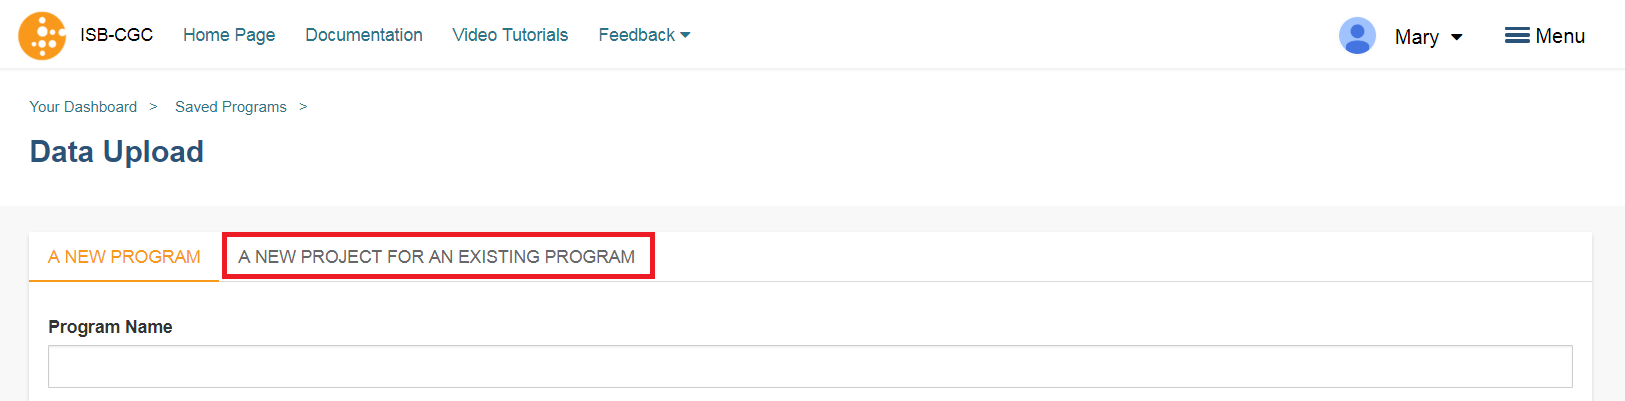 ISB-CGC Home Page Documentation Video Tutorials Feedback Mary Menu
Your Dashboard > Saved Programs >
Data Upload
A NEW PROGRAM A NEW PROJECT FOR AN EXISTING PROGRAM
Program Name